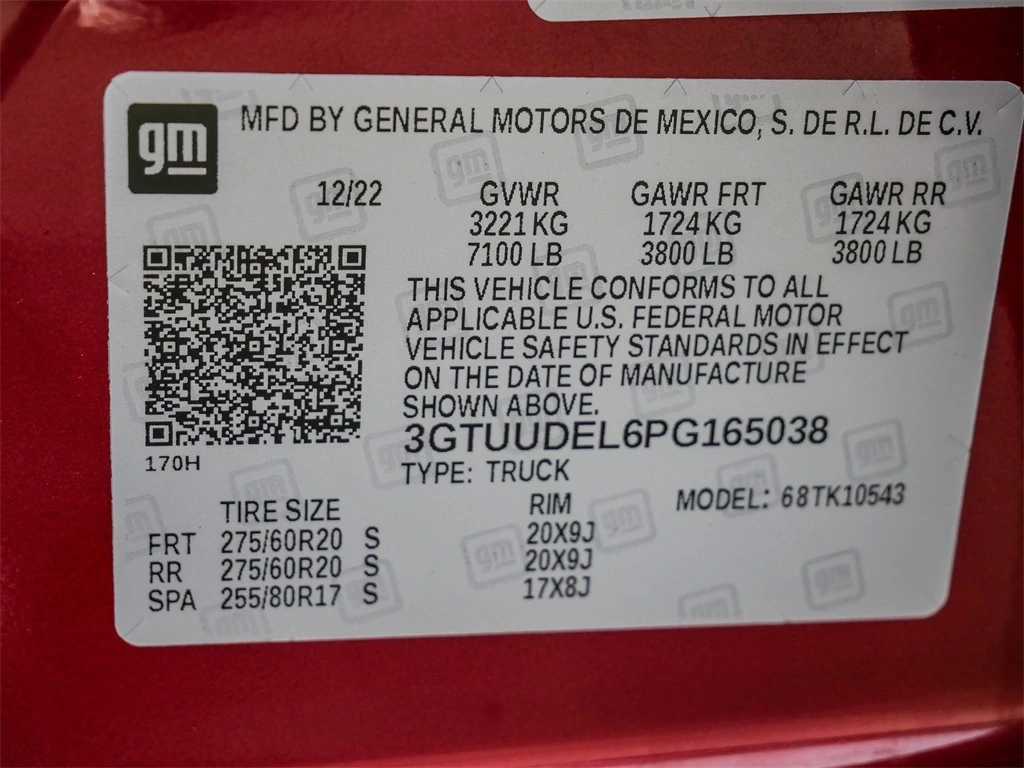 gm MFD BY GENERAL MOTORS DE MEXICO, S. DE R.L. DE C.V.
12/22 GVWR GAWR FRT GAWR RR
3221 KG 1724 KG 1724 KG
7100 LB 3800 LB 3800 LB
THIS VEHICLE CONFORMS TO ALL
APPLICABLE U.S. FEDERAL MOTOR
VEHICLE SAFETY STANDARDS IN EFFECT
ON THE DATE OF MANUFACTURE
SHOWN ABOVE.
3GTUUDEL6PG165038
170H
TYPE: TRUCK
TIRE SIZE RIM MODEL: 68TK10543
FRT 275/60R20 S 20X9J
RR 275/60R20 S 20X9J
SPA 255/80R17 S 17X8J